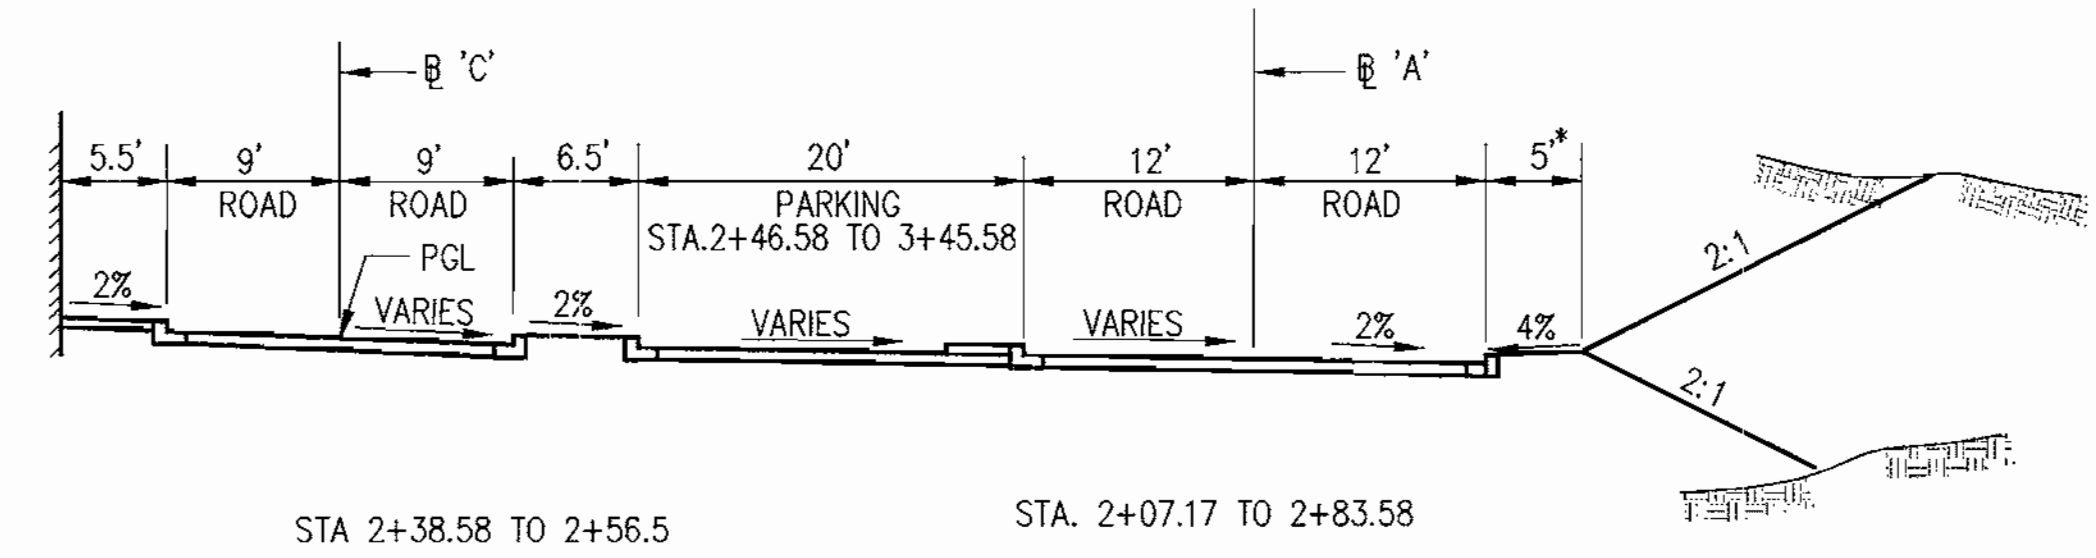 ℄ 'C'
℄ 'A'
5.5'
9'
9'
6.5'
20'
12'
12'
5'*
ROAD
ROAD
PARKING
ROAD
ROAD
STA.2+46.58 TO 3+45.58
PGL
2:1
2%
VARIES
2%
VARIES
VARIES
2%
4%
2:1
STA 2+38.58 TO 2+56.5
STA. 2+07.17 TO 2+83.58